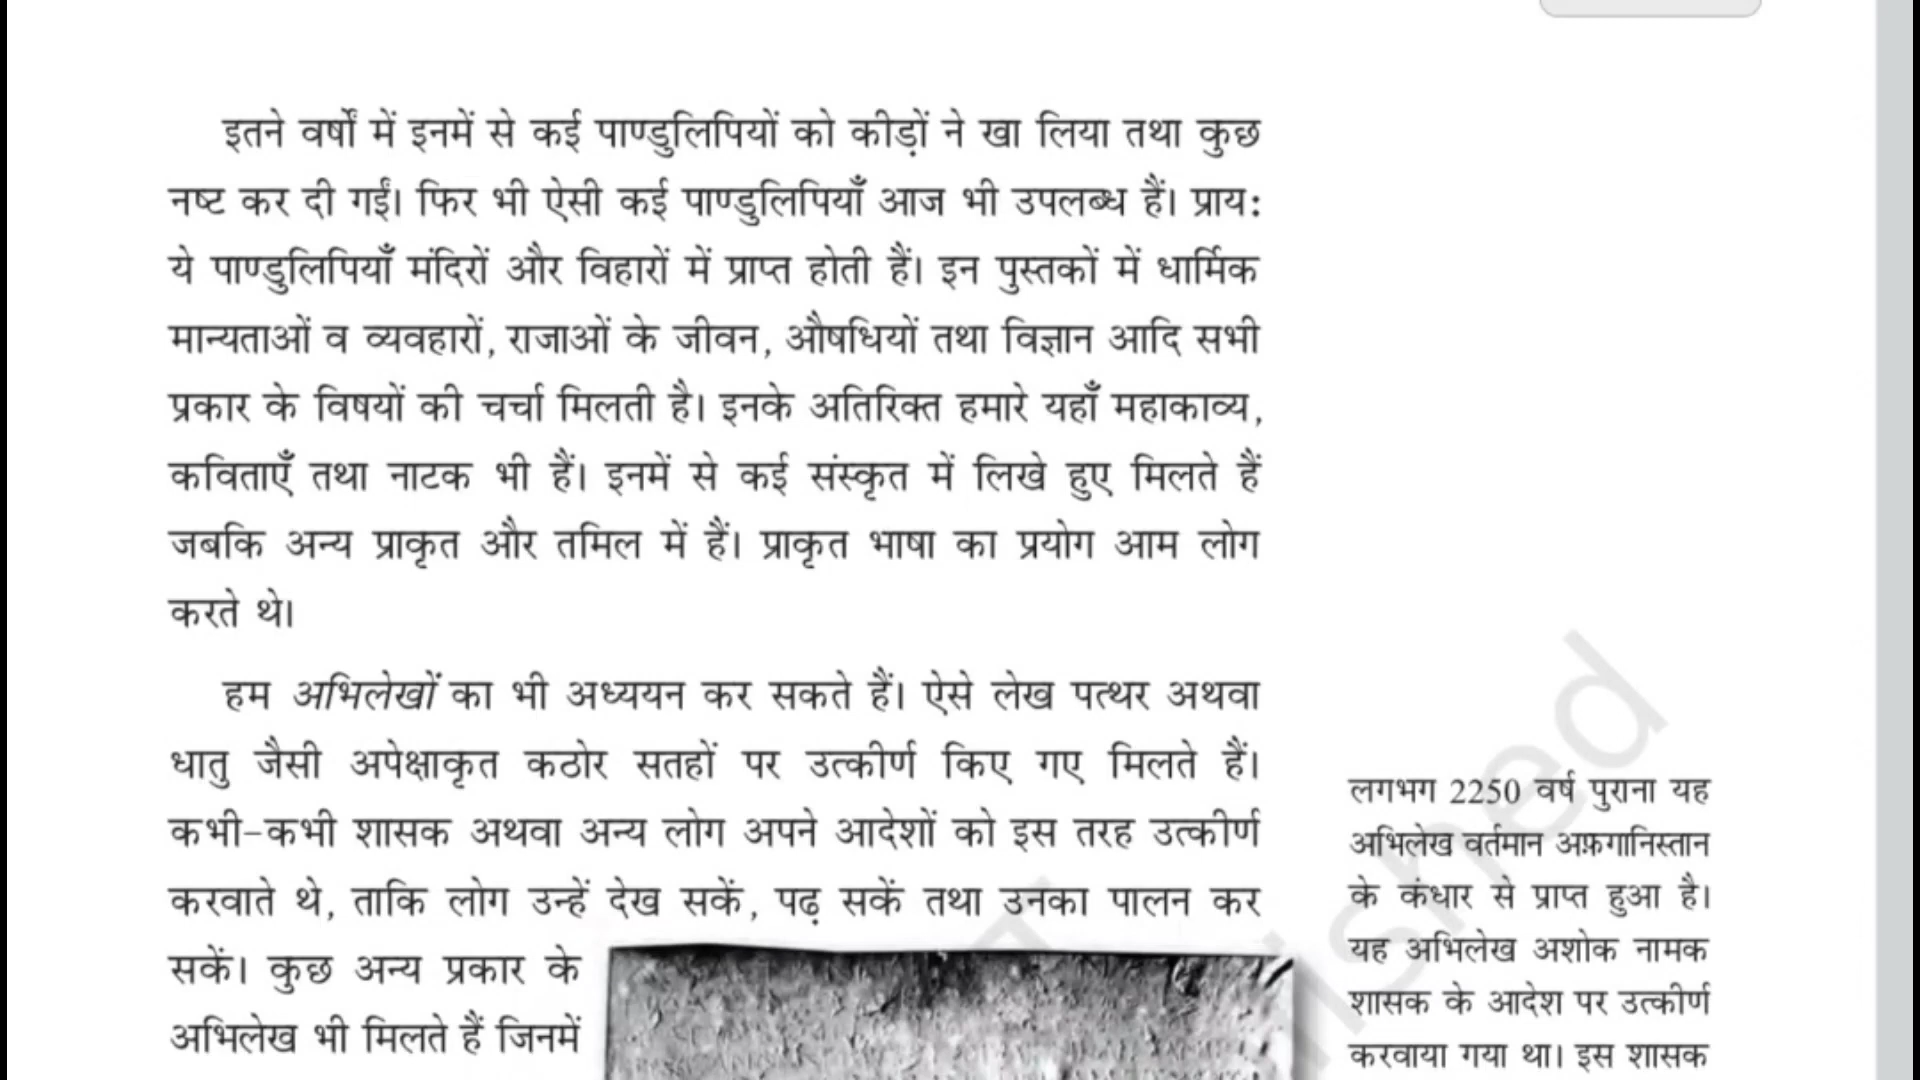 इतने वर्षों में इनमें से कई पाण्डुलिपियों को कीड़ों ने खा लिया तथा कुछ
नष्ट कर दी गईं। फिर भी ऐसी कई पाण्डुलिपियाँ आज भी उपलब्ध हैं। प्राय:
ये पाण्डुलिपियाँ मंदिरों और विहारों में प्राप्त होती हैं। इन पुस्तकों में धार्मिक
मान्यताओं व व्यवहारों, राजाओं के जीवन, औषधियों तथा विज्ञान आदि सभी
प्रकार के विषयों की चर्चा मिलती है। इनके अतिरिक्त हमारे यहाँ महाकाव्य,
कविताएँ तथा नाटक भी हैं। इनमें से कई संस्कृत में लिखे हुए मिलते हैं
जबकि अन्य प्राकृत और तमिल में हैं। प्राकृत भाषा का प्रयोग आम लोग
करते थे।
हम अभिलेखों का भी अध्ययन कर सकते हैं। ऐसे लेख पत्थर अथवा
धातु जैसी अपेक्षाकृत कठोर सतहों पर उत्कीर्ण किए गए मिलते हैं।
कभी-कभी शासक अथवा अन्य लोग अपने आदेशों को इस तरह उत्कीर्ण
करवाते थे, ताकि लोग उन्हें देख सकें, पढ़ सकें तथा उनका पालन कर
सकें। कुछ अन्य प्रकार के
अभिलेख भी मिलते हैं जिनमें
लगभग 2250 वर्ष पुराना यह
अभिलेख वर्तमान अफ़गानिस्तान
के कंधार से प्राप्त हुआ है।
यह अभिलेख अशोक नामक
शासक के आदेश पर उत्कीर्ण
करवाया गया था। इस शासक